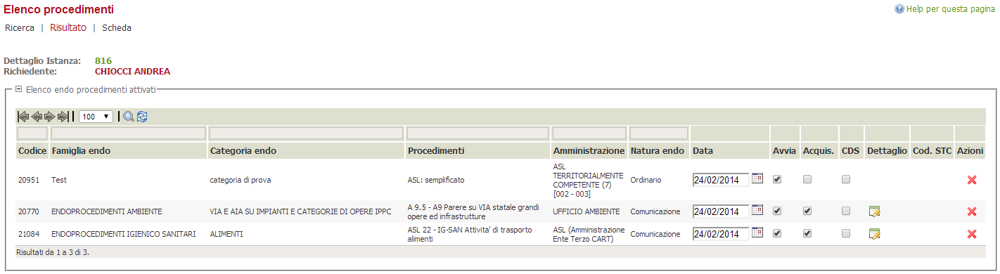 Elenco procedimenti
Help per questa pagina
Ricerca | Risultato | Scheda
Dettaglio Istanza: 816
Richiedente: CHIOCCI ANDREA
Elenco endo procedimenti attivati
100
Codice Famiglia endo Categoria endo Procedimenti Amministrazione Natura endo Data Avvia Acquis. CDS Dettaglio Cod. STC Azioni
ASL
TERRITORIALMENTE
20951 Test categoria di prova ASL: semplificato COMPETENTE (7) Ordinario 24/02/2014
[002 - 003]
20770 ENDOPROCEDIMENTI AMBIENTE VIA E AIA SU IMPIANTI E CATEGORIE DI OPERE IPPC A 9.5 - A9 Parere su VIA statale grandi UFFICIO AMBIENTE Comunicazione 24/02/2014
opere ed infrastrutture
21084 ENDOPROCEDIMENTI IGIENICO SANITARI ALIMENTI ASL 22 - IG-SAN Attivita' di trasporto ASL (Amministrazione Comunicazione 24/02/2014
alimenti Ente Terzo CART)
Risultati da 1 a 3 di 3.